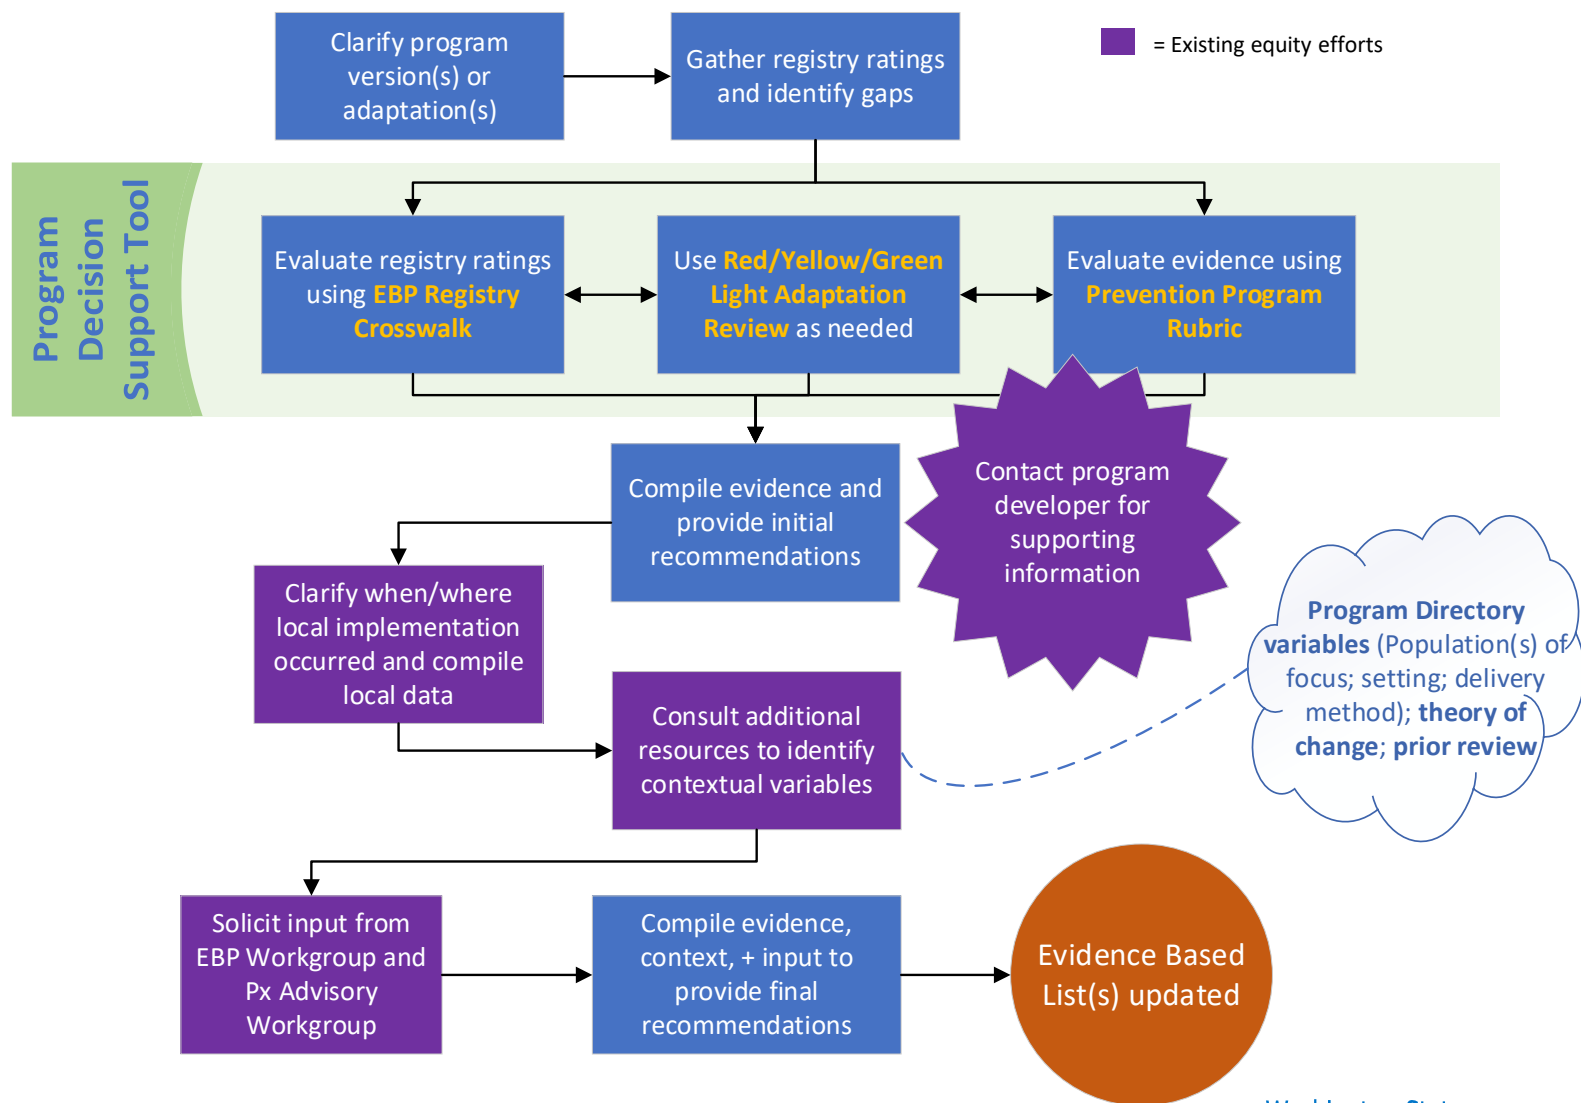 Clarify program
version(s) or
adaptation(s)
Gather registry ratings
and identify gaps
= Existing equity efforts
Program
Decision
Support Tool
Evaluate registry ratings
using EBP Registry
Crosswalk
Use Red/Yellow/Green
Light Adaptation
Review as needed
Evaluate evidence using
Prevention Program
Rubric
Compile evidence and
provide initial
recommendations
Contact program
developer for
supporting
information
Clarify when/where
local implementation
occurred and compile
local data
Consult additional
resources to identify
contextual variables
Program Directory
variables (Population(s) of
focus; setting; delivery
method); theory of
change; prior review
Solicit input from
EBP Workgroup and
Px Advisory
Workgroup
Compile evidence,
context, + input to
provide final
recommendations
Evidence Based
List(s) updated